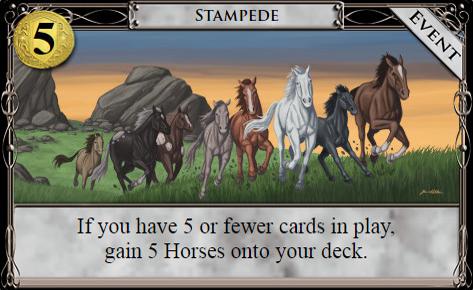 STAMPEDE
EVENT
5
If you have 5 or fewer cards in play,
gain 5 Horses onto your deck.